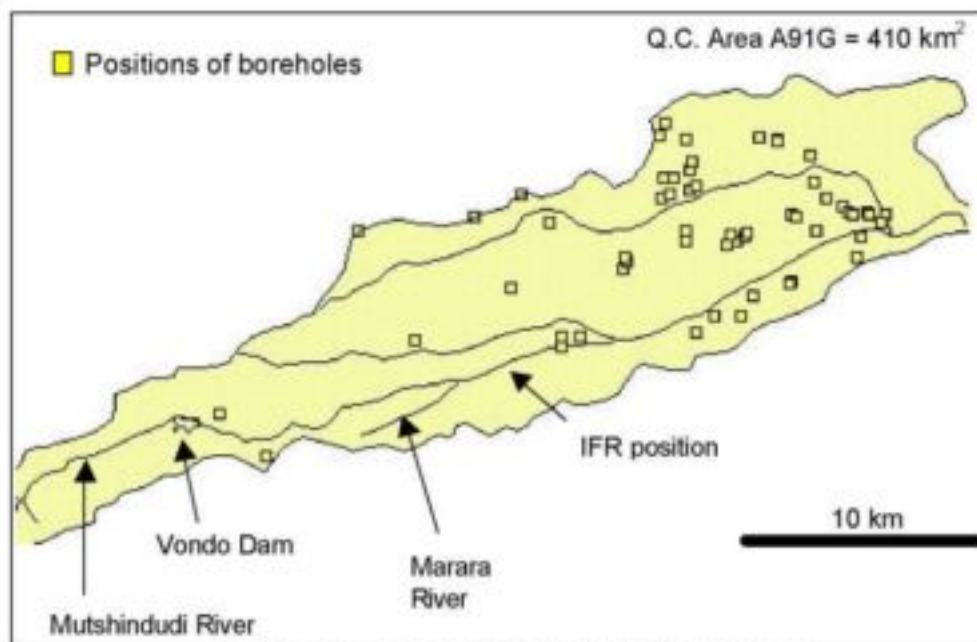 Q.C. Area A91G = 410 km²
Positions of boreholes
IFR position
10 km
Vondo Dam
Marara
River
Mutshindudi River